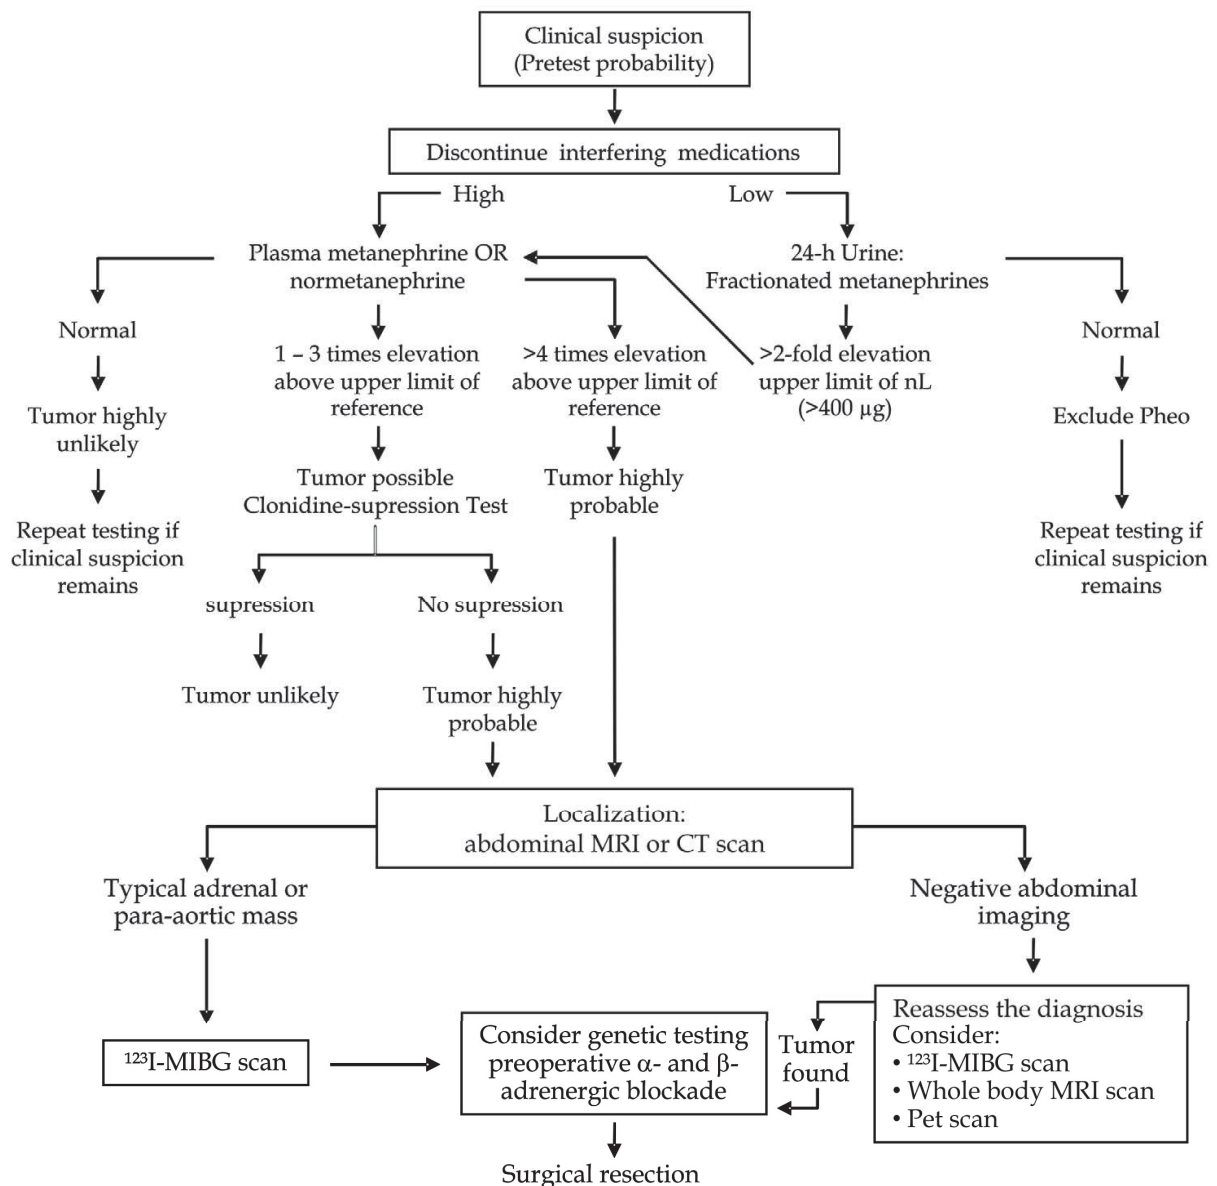 Clinical suspicion
(Pretest probability)
Discontinue interfering medications
High
Low
Plasma metanephrine OR
normetanephrine
24-h Urine:
Fractionated metanephrines
Normal
Tumor highly
unlikely
Repeat testing if
clinical suspicion
remains
1 – 3 times elevation
above upper limit of
reference
>4 times elevation
above upper limit of
reference
>2-fold elevation
upper limit of nL
(>400 µg)
Normal
Exclude Pheo
Repeat testing if
clinical suspicion
remains
Tumor possible
Clonidine-supression Test
Tumor highly
probable
supression
No supression
Tumor unlikely
Tumor highly
probable
Localization:
abdominal MRI or CT scan
Typical adrenal or
para-aortic mass
Negative abdominal
imaging
¹²³I-MIBG scan
Consider genetic testing
preoperative α- and β-
adrenergic blockade
Tumor
found
Reassess the diagnosis
Consider:
• ¹²³I-MIBG scan
• Whole body MRI scan
• Pet scan
Surgical resection